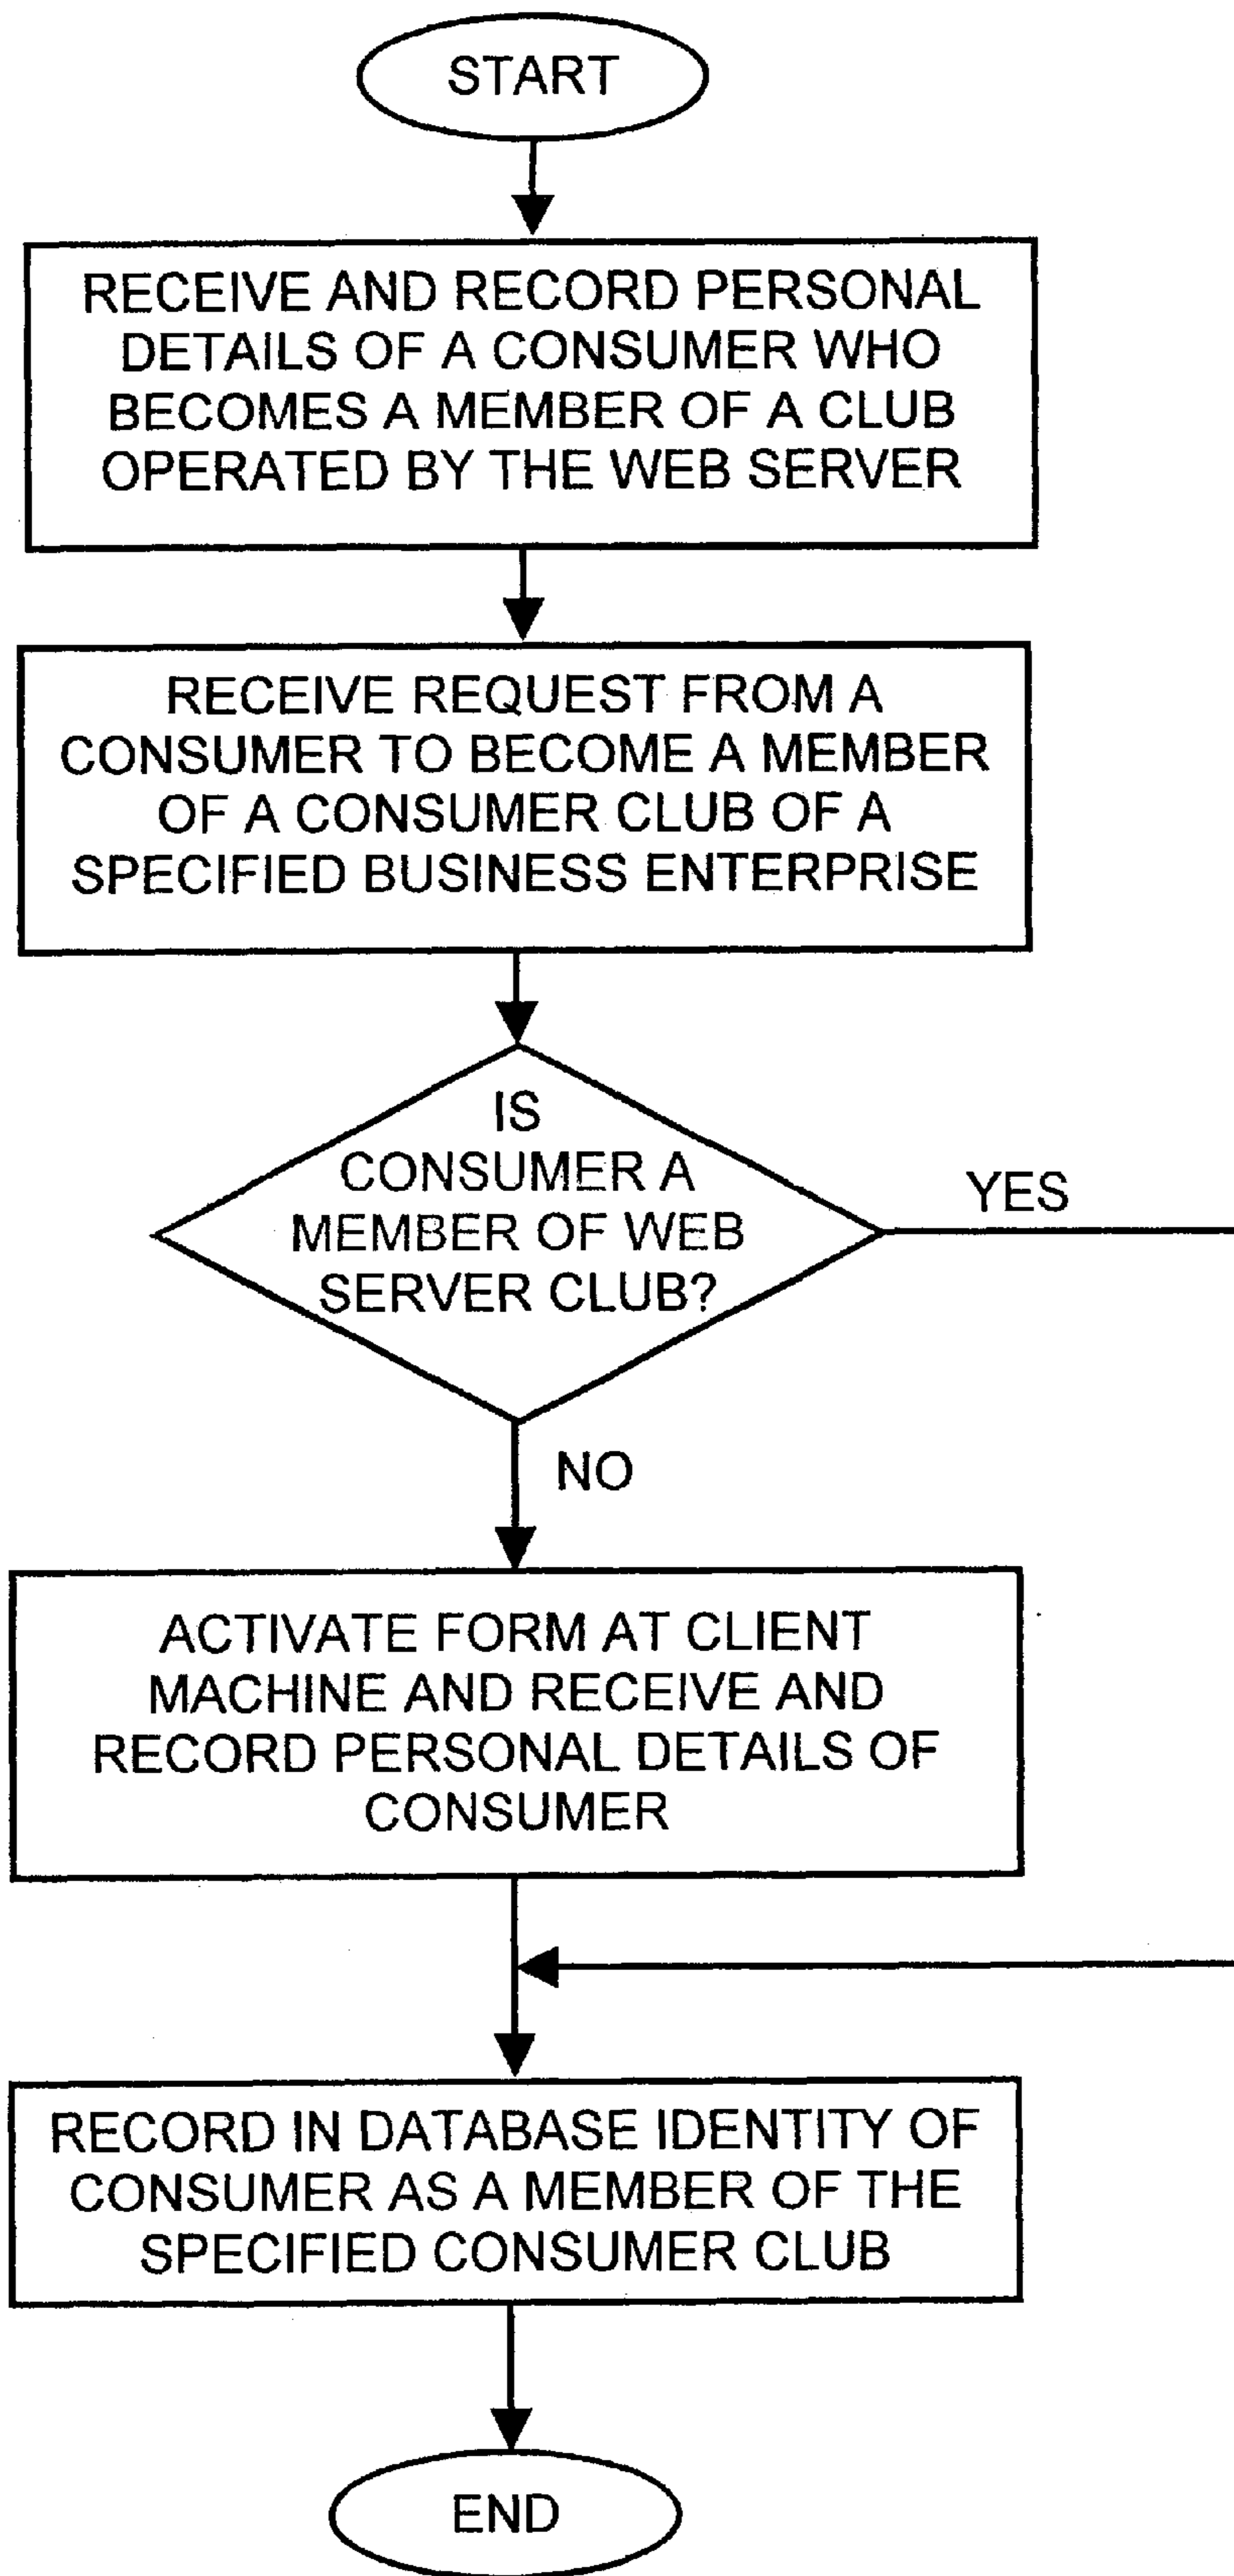 START
RECEIVE AND RECORD PERSONAL
DETAILS OF A CONSUMER WHO
BECOMES A MEMBER OF A CLUB
OPERATED BY THE WEB SERVER
RECEIVE REQUEST FROM A
CONSUMER TO BECOME A MEMBER
OF A CONSUMER CLUB OF A
SPECIFIED BUSINESS ENTERPRISE
IS
CONSUMER A
MEMBER OF WEB
SERVER CLUB?
YES
NO
ACTIVATE FORM AT CLIENT
MACHINE AND RECEIVE AND
RECORD PERSONAL DETAILS OF
CONSUMER
RECORD IN DATABASE IDENTITY OF
CONSUMER AS A MEMBER OF THE
SPECIFIED CONSUMER CLUB
END